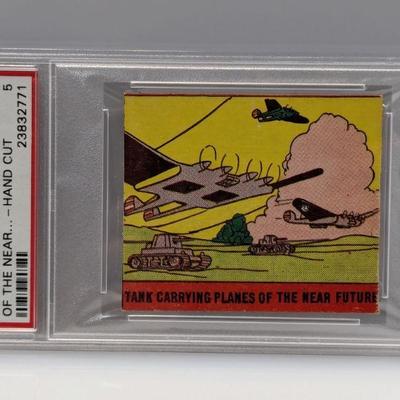 OF THE NEAR... - HAND CUT
5
23832771
TANK CARRYING PLANES OF THE NEAR FUTURE